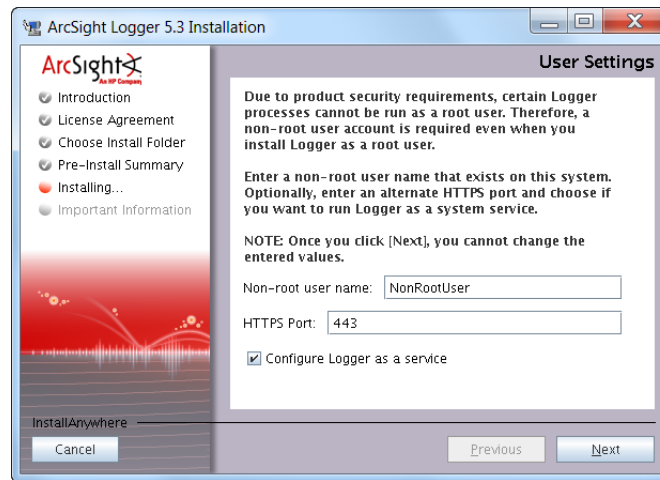 ArcSight Logger 5.3 Installation
ArcSight
An HP Company
User Settings
Introduction
License Agreement
Choose Install Folder
Pre-Install Summary
Installing...
Important Information
Due to product security requirements, certain Logger
processes cannot be run as a root user. Therefore, a
non-root user account is required even when you
install Logger as a root user.
Enter a non-root user name that exists on this system.
Optionally, enter an alternate HTTPS port and choose if
you want to run Logger as a system service.
NOTE: Once you click [Next], you cannot change the
entered values.
Non-root user name: NonRootUser
HTTPS Port: 443
Configure Logger as a service
InstallAnywhere
Cancel
Previous
Next